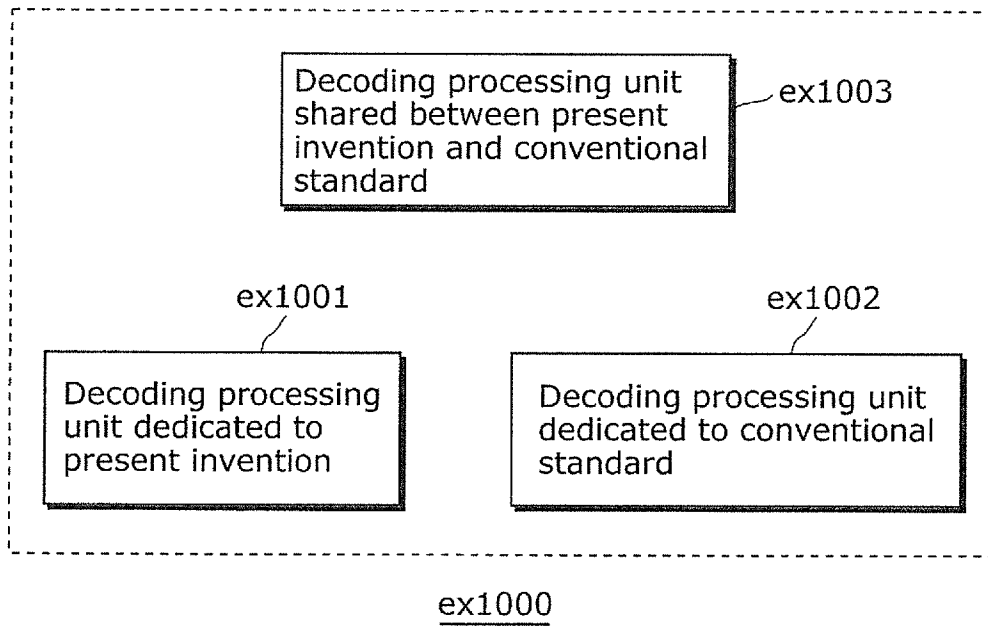 Decoding processing unit
shared between present
invention and conventional
standard
ex1003
ex1001
Decoding processing
unit dedicated to
present invention
ex1002
Decoding processing unit
dedicated to conventional
standard
ex1000